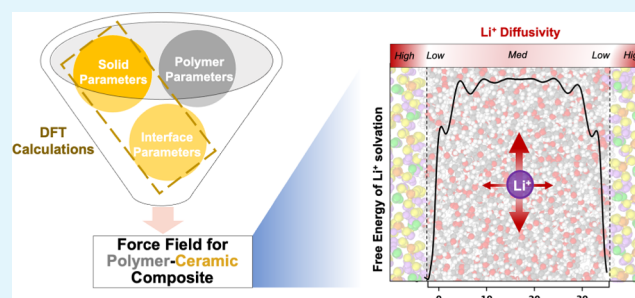 Solid
Parameters
Polymer
Parameters
Interface
Parameters
DFT
Calculations
Force Field for
Polymer-Ceramic
Composite
Li⁺ Diffusivity
High Low Med Low High
Free Energy of Li⁺ solvation
Li⁺
0 10 20 30